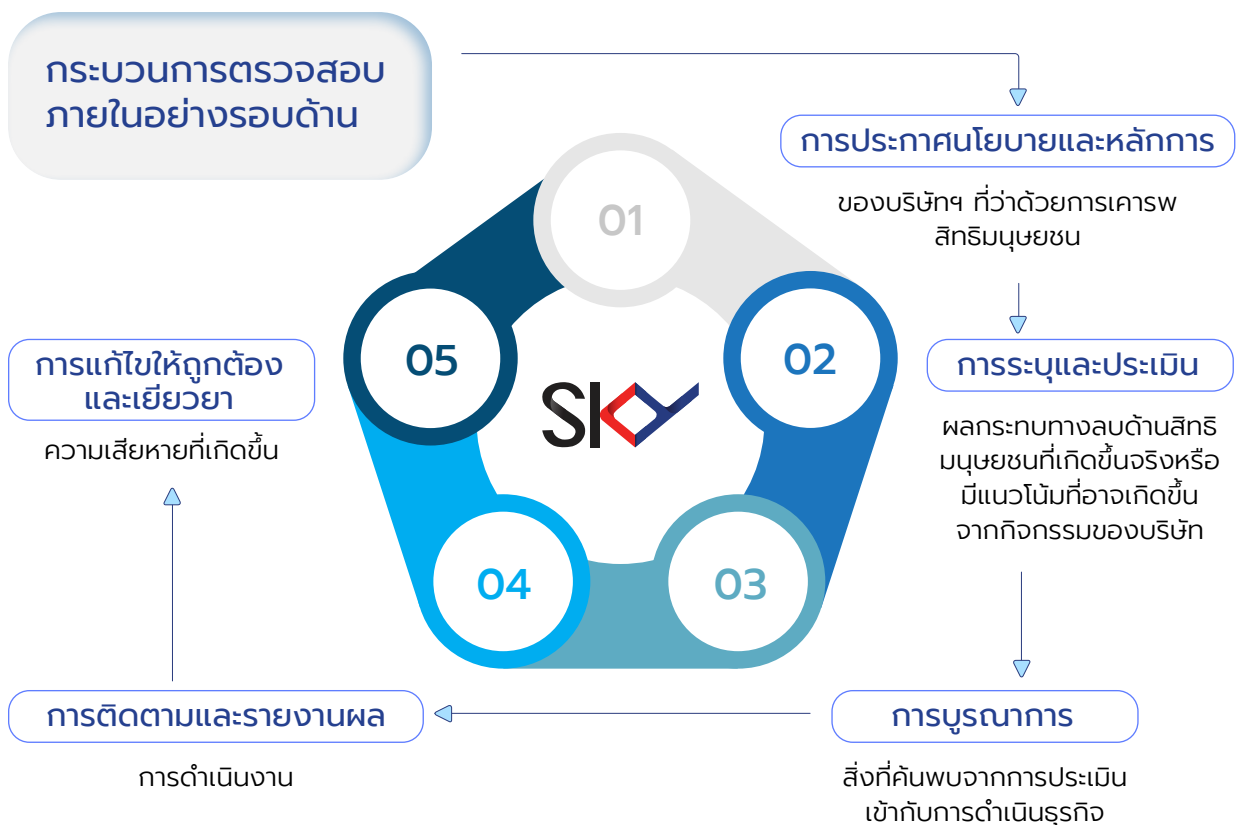 กระบวนการตรวจสอบ
ภายในอย่างรอบด้าน
01
การประกาศนโยบายและหลักการ
ของบริษัทฯ ที่ว่าด้วยการเคารพ
สิทธิมนุษยชน
02
การระบุและประเมิน
ผลกระทบทางลบด้านสิทธิ
มนุษยชนที่เกิดขึ้นจริงหรือ
มีแนวโน้มที่อาจเกิดขึ้น
จากกิจกรรมของบริษัท
03
การบูรณาการ
สิ่งที่ค้นพบจากการประเมิน
เข้ากับการดำเนินธุรกิจ
04
การติดตามและรายงานผล
การดำเนินงาน
05
การแก้ไขให้ถูกต้อง
และเยียวยา
ความเสียหายที่เกิดขึ้น
SKY